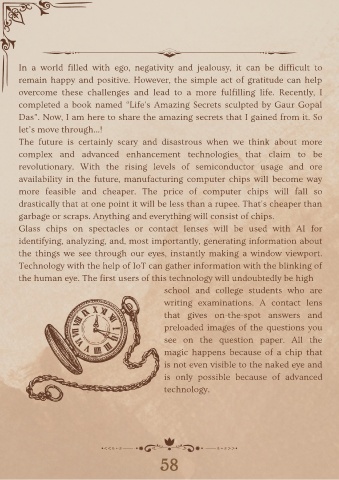 In a world filled with ego, negativity and jealousy, it can be difficult to
remain happy and positive. However, the simple act of gratitude can help
overcome these challenges and lead to a more fulfilling life. Recently, I
completed a book named "Life's Amazing Secrets sculpted by Gaur Gopal
Das". Now, I am here to share the amazing secrets that I gained from it. So
let's move through...!
The future is certainly scary and disastrous when we think about more
complex and advanced enhancement technologies that claim to be
revolutionary. With the rising levels of semiconductor usage and ore
availability in the future, manufacturing computer chips will become way
more feasible and cheaper. The price of computer chips will fall so
drastically that at one point it will be less than a rupee. That's cheaper than
garbage or scraps. Anything and everything will consist of chips.
Glass chips on spectacles or contact lenses will be used with AI for
identifying, analyzing, and, most importantly, generating information about
the things we see through our eyes, instantly making a window viewport.
Technology with the help of IoT can gather information with the blinking of
the human eye. The first users of this technology will undoubtedly be high
school and college students who are
writing examinations. A contact lens
that gives on-the-spot answers and
preloaded images of the questions you
see on the question paper. All the
magic happens because of a chip that
is not even visible to the naked eye and
is only possible because of advanced
technology.
58